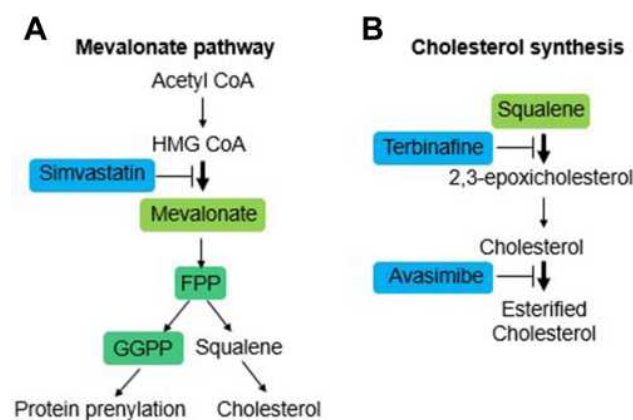 A
Mevalonate pathway
Acetyl CoA
HMG CoA
Simvastatin
Mevalonate
FPP
GGPP
Squalene
Protein prenylation
Cholesterol
B
Cholesterol synthesis
Squalene
Terbinafine
2,3-epoxicholesterol
Cholesterol
Avasimibe
Esterified
Cholesterol